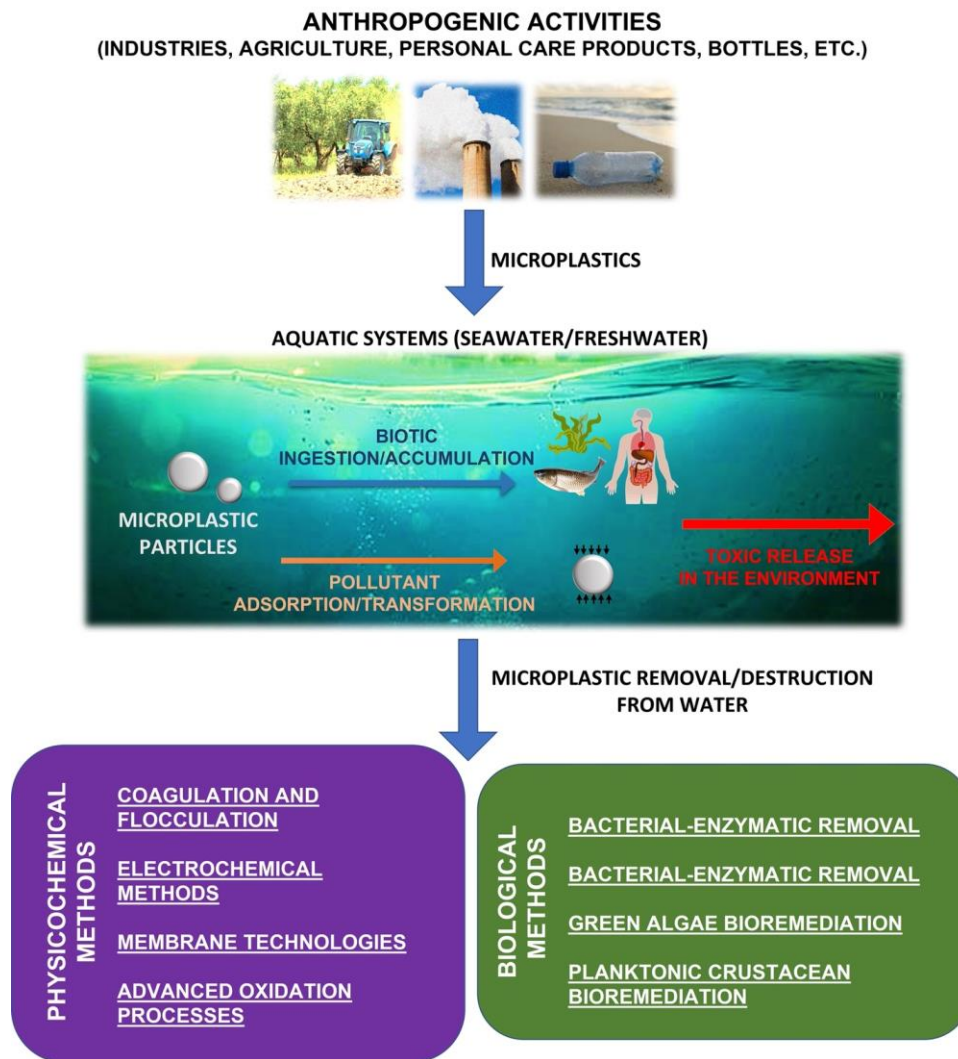 ANTHROPOGENIC ACTIVITIES
(INDUSTRIES, AGRICULTURE, PERSONAL CARE PRODUCTS, BOTTLES, ETC.)
MICROPLASTICS
AQUATIC SYSTEMS (SEAWATER/FRESHWATER)
BIOTIC
INGESTION/ACCUMULATION
MICROPLASTIC
PARTICLES
POLLUTANT
ADSORPTION/TRANSFORMATION
TOXIC RELEASE
IN THE ENVIRONMENT
MICROPLASTIC REMOVAL/DESTRUCTION
FROM WATER
PHYSICOCHEMICAL
METHODS
COAGULATION AND
FLOCCULATION
ELECTROCHEMICAL
METHODS
MEMBRANE TECHNOLOGIES
ADVANCED OXIDATION
PROCESSES
BIOLOGICAL
METHODS
BACTERIAL-ENZYMATIC REMOVAL
BACTERIAL-ENZYMATIC REMOVAL
GREEN ALGAE BIOREMEDIATION
PLANKTONIC CRUSTACEAN
BIOREMEDIATION